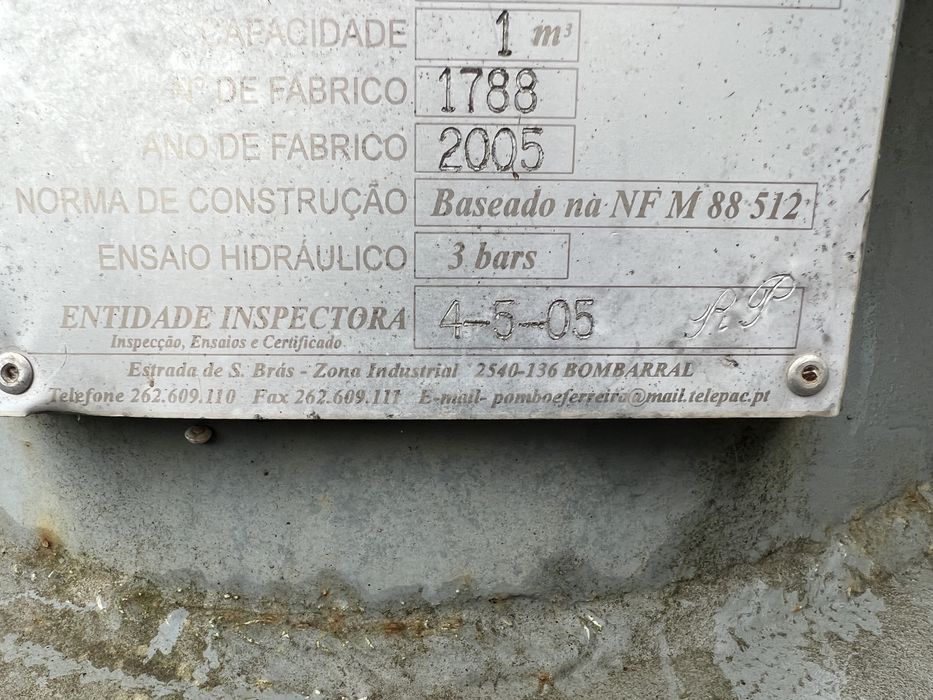 CAPACIDADE 1 m³
Nº DE FABRICO 1788
ANO DE FABRICO 2005
NORMA DE CONSTRUÇÃO Baseado na NF M 88 512
ENSAIO HIDRÁULICO 3 bars
ENTIDADE INSPECTORA 4-5-05
Inspecção, Ensaios e Certificado
Estrada de S. Brás - Zona Industrial 2540-136 BOMBARRAL
Telefone 262.609.110 Fax 262.609.111 E-mail- pomboeferreira@mail.telepac.pt